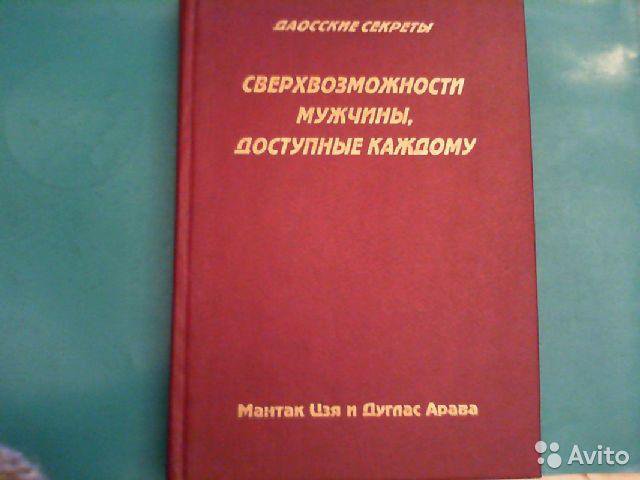 ДАОССКИЕ СЕКРЕТЫ
СВЕРХВОЗМОЖНОСТИ
МУЖЧИНЫ,
ДОСТУПНЫЕ КАЖДОМУ
Мантак Цзя и Дуглас Арава
Avito